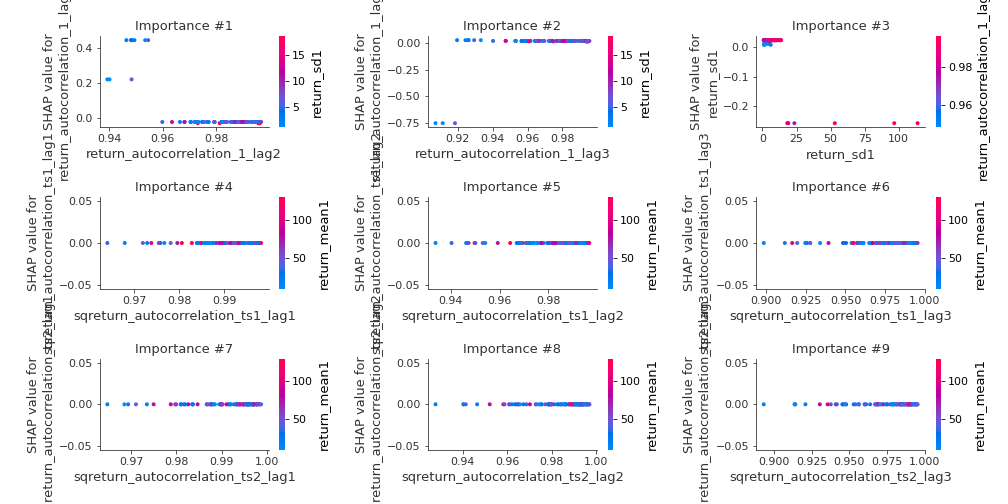 Importance #1
SHAP value for
return_autocorrelation_1_lag2
0.4
0.2
0.0
0.94
0.96
0.98
return_autocorrelation_1_lag2
15
10
5
return_sd1
Importance #2
SHAP value for
return_autocorrelation_1_lag3
0.00
−0.25
−0.50
−0.75
0.92
0.94
0.96
0.98
return_autocorrelation_1_lag3
15
10
5
return_sd1
Importance #3
SHAP value for
return_sd1
0.0
−0.1
−0.2
0
25
50
75
100
return_sd1
0.98
0.96
return_autocorrelation_1_lag
Importance #4
SHAP value for
sqreturn_autocorrelation_ts1_lag1
0.05
0.00
−0.05
0.97
0.98
0.99
sqreturn_autocorrelation_ts1_lag1
100
50
return_mean1
Importance #5
SHAP value for
sqreturn_autocorrelation_ts1_lag2
0.05
0.00
−0.05
0.94
0.96
0.98
sqreturn_autocorrelation_ts1_lag2
100
50
return_mean1
Importance #6
SHAP value for
sqreturn_autocorrelation_ts1_lag3
0.05
0.00
−0.05
0.900
0.925
0.950
0.975
1.000
sqreturn_autocorrelation_ts1_lag3
100
50
return_mean1
Importance #7
SHAP value for
sqreturn_autocorrelation_ts2_lag1
0.05
0.00
−0.05
0.97
0.98
0.99
1.00
sqreturn_autocorrelation_ts2_lag1
100
50
return_mean1
Importance #8
SHAP value for
sqreturn_autocorrelation_ts2_lag2
0.05
0.00
−0.05
0.94
0.96
0.98
1.00
sqreturn_autocorrelation_ts2_lag2
100
50
return_mean1
Importance #9
SHAP value for
sqreturn_autocorrelation_ts2_lag3
0.05
0.00
−0.05
0.900
0.925
0.950
0.975
1.000
sqreturn_autocorrelation_ts2_lag3
100
50
return_mean1